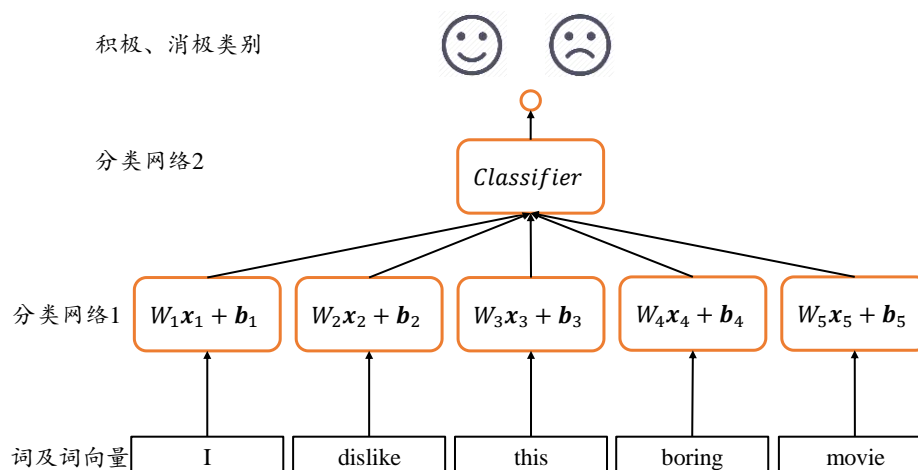 积极、消极类别
分类网络2
Classifier
分类网络1
W₁x₁ + b₁
W₂x₂ + b₂
W₃x₃ + b₃
W₄x₄ + b₄
W₅x₅ + b₅
词及词向量
I
dislike
this
boring
movie